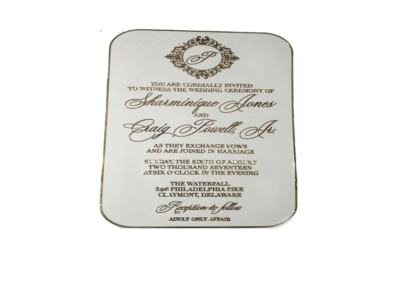 P
YOU ARE CORDIALLY INVITED
TO WITNESS THE WEDDING CEREMONY OF
Sharminique Jones
AND
Craig Powell, Jr.
AS THEY EXCHANGE VOWS
AND ARE JOINED IN MARRIAGE
SUNDAY, THE SIXTH OF AUGUST
TWO THOUSAND SEVENTEEN
AT SIX O'CLOCK IN THE EVENING
THE WATERFALL
PHILADELPHIA PIKE
CLAYMONT, DELAWARE
Reception to follow
ADULT ONLY AFFAIR